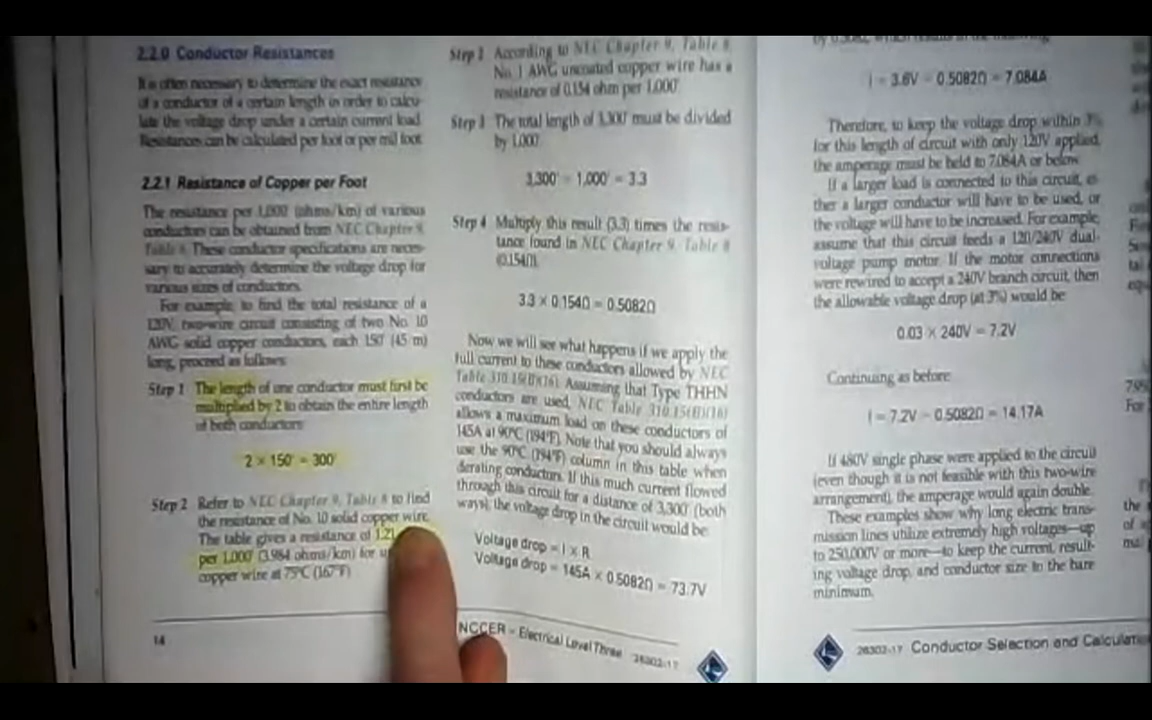 2.2.0 Conductor Resistances
It is often necessary to determine the exact resistance
of a conductor of a certain length in order to calcu-
late the voltage drop under a certain current load.
Resistances can be calculated per foot or per mil foot.
2.2.1 Resistance of Copper per Foot
The resistance per 1,000' (ohms/km) of various
conductors can be obtained from NEC Chapter 9,
Table 8. These conductor specifications are neces-
sary to accurately determine the voltage drop for
various sizes of conductors.
For example, to find the total resistance of a
120V, two-wire circuit consisting of two No. 10
AWG solid copper conductors, each 150' (45 m)
long, proceed as follows:
Step 1 The length of one conductor must first be
multiplied by 2 to obtain the entire length
of both conductors:
2 × 150' = 300'
Step 2 Refer to NEC Chapter 9, Table 8 to find
the resistance of No. 10 solid copper wire.
The table gives a resistance of 1.21
per 1,000' (3.984 ohms/km) for
copper wire at 75°C (167°F)
14
Step 2 According to NEC Chapter 9, Table 8,
No. 1 AWG uncoated copper wire has a
resistance of 0.154 ohm per 1,000'.
Step 3 The total length of 3,300' must be divided
by 1,000:
3,300' ÷ 1,000' = 3.3
Step 4 Multiply this result (3.3) times the resis-
tance found in NEC Chapter 9, Table 8
(0.154Ω).
3.3 × 0.154Ω = 0.5082Ω
Now we will see what happens if we apply the
full current to these conductors allowed by NEC
Table 310.15(B)(16). Assuming that Type THHN
conductors are used, NEC Table 310.15(B)(16)
allows a maximum load on these conductors of
145A at 90°C (194°F). Note that you should always
use the 90°C (194°F) column in this table when
derating conductors. If this much current flowed
through this circuit for a distance of 3,300' (both
ways), the voltage drop in the circuit would be:
Voltage drop = I × R
Voltage drop = 145A × 0.5082Ω = 73.7V
NCCER – Electrical Level Three 26302-17
I = 3.6V ÷ 0.5082Ω = 7.084A
Therefore, to keep the voltage drop within 3%
for this length of circuit with only 120V applied,
the amperage must be held to 7.084A or below.
If a larger load is connected to this circuit, ei-
ther a larger conductor will have to be used, or
the voltage will have to be increased. For example,
assume that this circuit feeds a 120/240V dual-
voltage pump motor. If the motor connections
were rewired to accept a 240V branch circuit, then
the allowable voltage drop (at 3%) would be:
0.03 × 240V = 7.2V
Continuing as before:
I = 7.2V ÷ 0.5082Ω = 14.17A
If 480V single phase were applied to the circuit
(even though it is not feasible with this two-wire
arrangement), the amperage would again double.
These examples show why long electric trans-
mission lines utilize extremely high voltages—up
to 250,000V or more—to keep the current, result-
ing voltage drop, and conductor size to the bare
minimum.
26302-17 Conductor Selection and